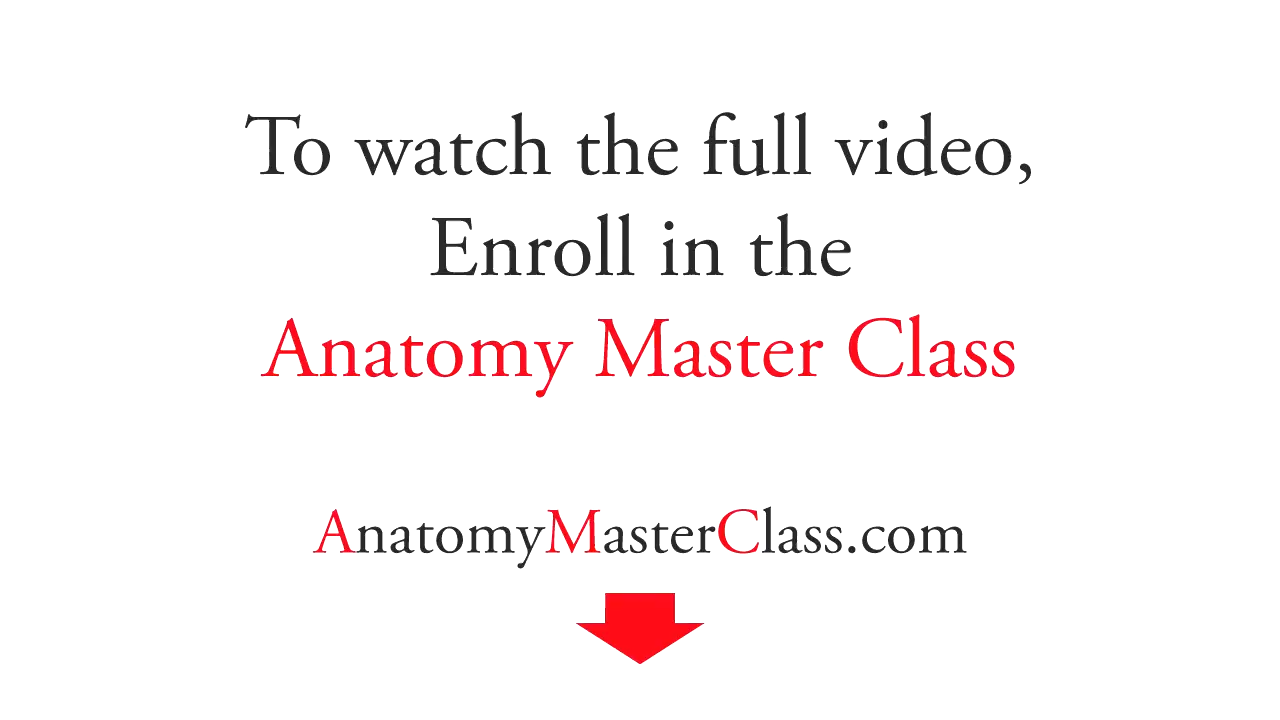 To watch the full video,
Enroll in the
Anatomy Master Class
AnatomyMasterClass.com